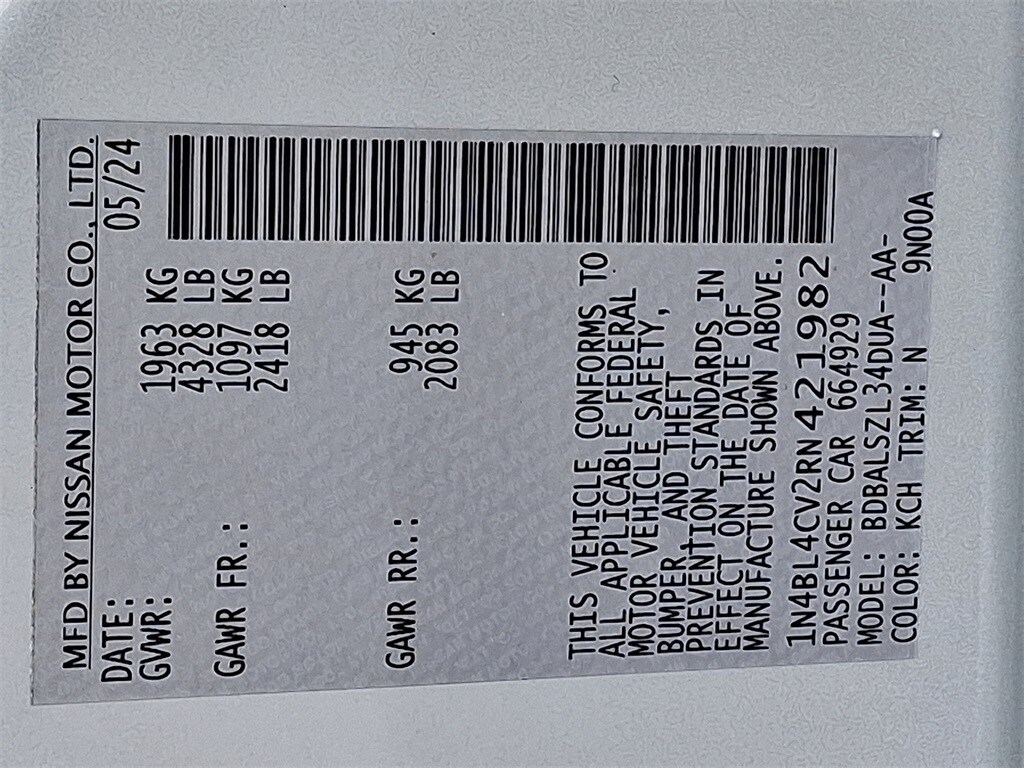 MFD BY NISSAN MOTOR CO., LTD.
DATE: 05/24
GVWR: 1963 KG
4328 LB
GAWR FR.: 1097 KG
2418 LB
GAWR RR.: 945 KG
2083 LB
THIS VEHICLE CONFORMS TO
ALL APPLICABLE FEDERAL
MOTOR VEHICLE SAFETY,
BUMPER, AND THEFT
PREVENTION STANDARDS IN
EFFECT ON THE DATE OF
MANUFACTURE SHOWN ABOVE.
1N4BL4CV2RN421982
PASSENGER CAR 664929
MODEL: BDBALSZL34DUA--AA-
COLOR: KCH TRIM: N 9N00A